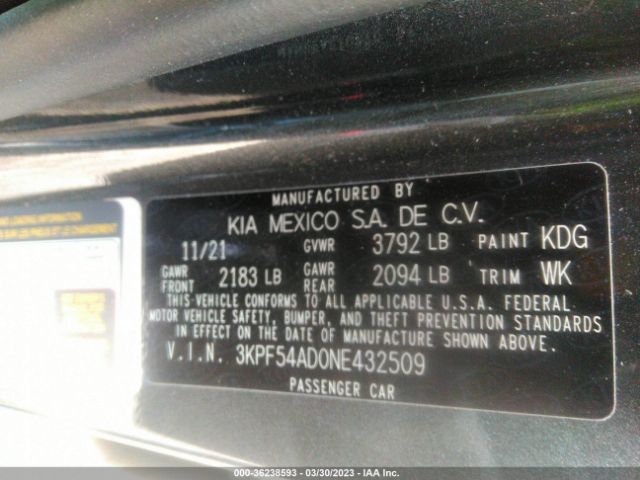 MANUFACTURED BY
KIA MEXICO S.A. DE C.V.
11/21 GVWR 3792 LB PAINT KDG
GAWR FRONT 2183 LB GAWR REAR 2094 LB TRIM WK
THIS VEHICLE CONFORMS TO ALL APPLICABLE U.S.A. FEDERAL
MOTOR VEHICLE SAFETY, BUMPER, AND THEFT PREVENTION STANDARDS
IN EFFECT ON THE DATE OF MANUFACTURE SHOWN ABOVE.
V.I.N. 3KPF54AD0NE432509
PASSENGER CAR
LOADING INFORMATION
000-36238593 — 03/30/2023 — IAA Inc.